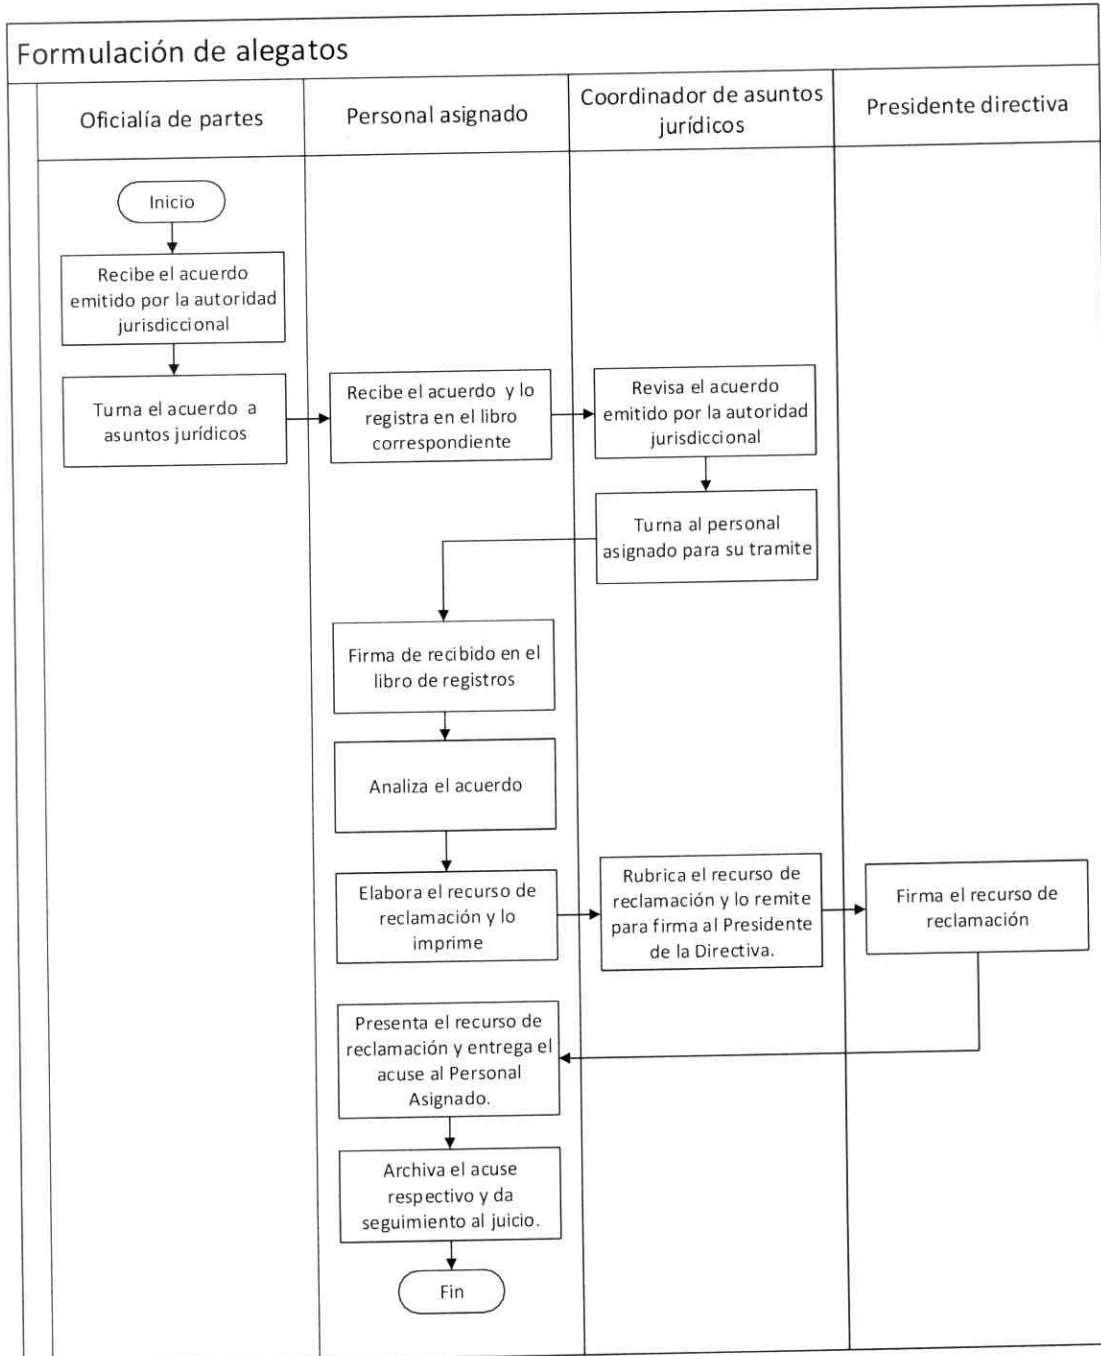 Formulación de alegatos
Oficialía de partes
Personal asignado
Coordinador de asuntos
jurídicos
Presidente directiva
Inicio
Recibe el acuerdo
emitido por la autoridad
jurisdiccional
Turna el acuerdo a
asuntos jurídicos
Recibe el acuerdo y lo
registra en el libro
correspondiente
Revisa el acuerdo
emitido por la autoridad
jurisdiccional
Turna al personal
asignado para su tramite
Firma de recibido en el
libro de registros
Analiza el acuerdo
Elabora el recurso de
reclamación y lo
imprime
Rubrica el recurso de
reclamación y lo remite
para firma al Presidente
de la Directiva.
Firma el recurso de
reclamación
Presenta el recurso de
reclamación y entrega el
acuse al Personal
Asignado.
Archiva el acuse
respectivo y da
seguimiento al juicio.
Fin